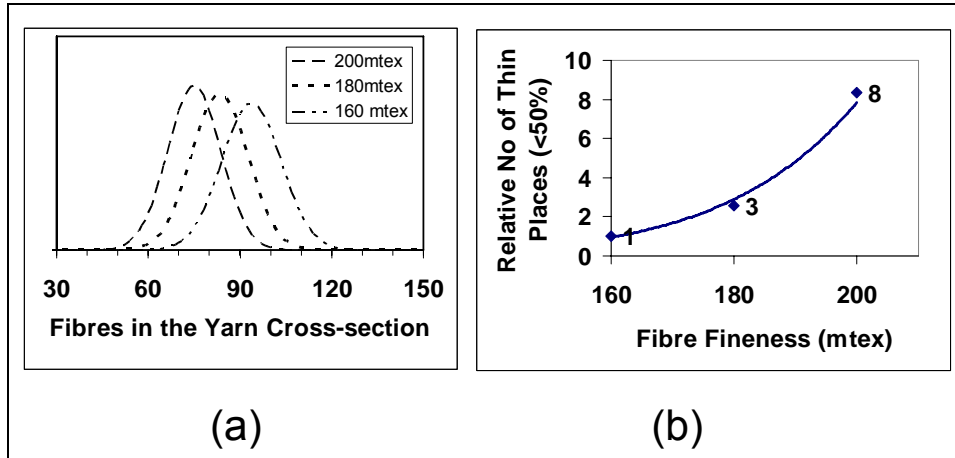 200mtex
180mtex
160 mtex
30 60 90 120 150
Fibres in the Yarn Cross-section
(a)
Relative No of Thin
Places (<50%)
10
8
6
4
2
0
1
3
8
160 180 200
Fibre Fineness (mtex)
(b)